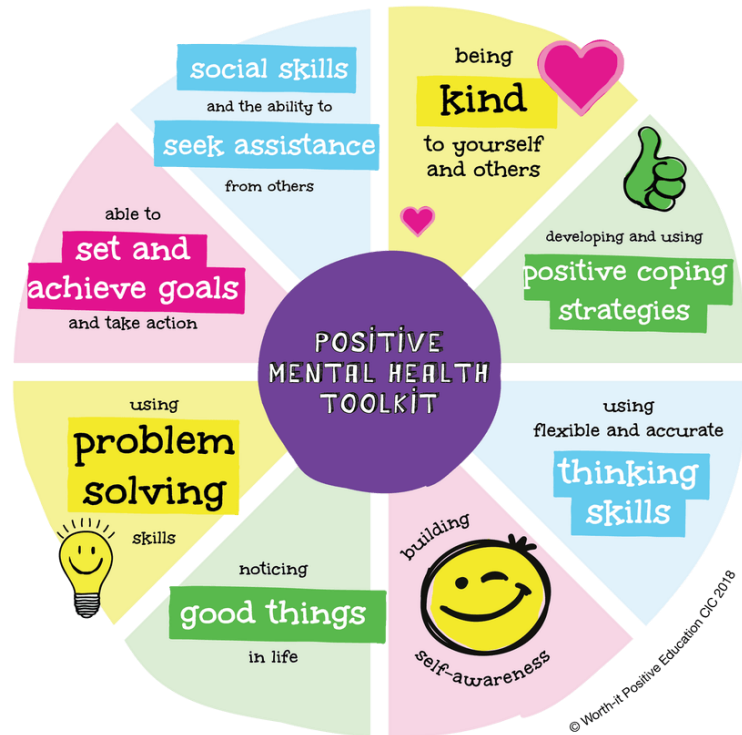 POSITIVE
MENTAL HEALTH
TOOLKIT
being
kind
to yourself
and others
developing and using
positive coping
strategies
using
flexible and accurate
thinking
skills
building
self-awareness
noticing
good things
in life
using
problem
solving
skills
able to
set and
achieve goals
and take action
social skills
and the ability to
seek assistance
from others
© Worth-it Positive Education CIC 2018